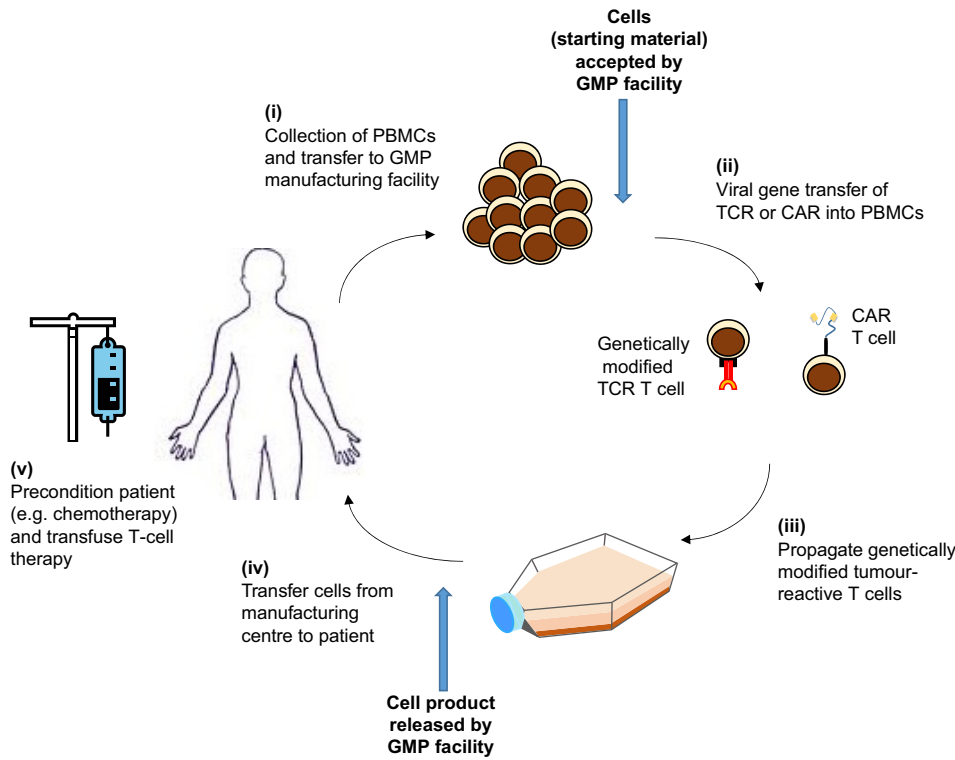 Cells
(starting material)
accepted by
GMP facility
(i)
Collection of PBMCs
and transfer to GMP
manufacturing facility
(ii)
Viral gene transfer of
TCR or CAR into PBMCs
Genetically
modified
TCR T cell
CAR
T cell
(iii)
Propagate genetically
modified tumour-
reactive T cells
(iv)
Transfer cells from
manufacturing
centre to patient
Cell product
released by
GMP facility
(v)
Precondition patient
(e.g. chemotherapy)
and transfuse T-cell
therapy